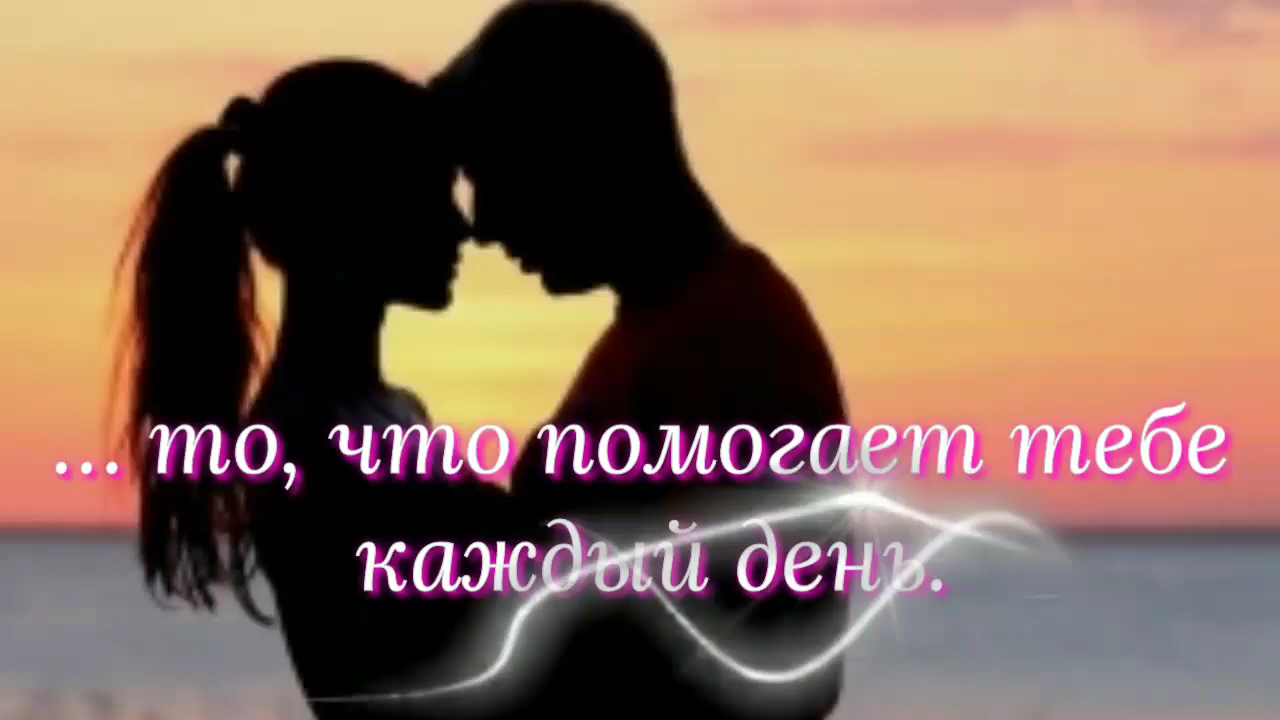 ... то, что помогает тебе
каждый день.